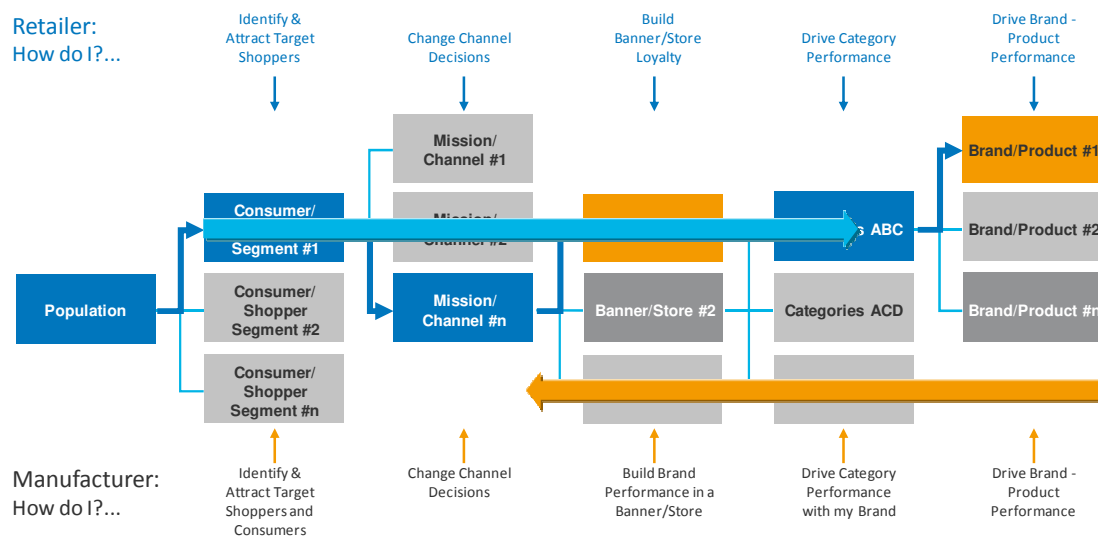 Retailer:
How do I?...
Identify &
Attract Target
Shoppers
Change Channel
Decisions
Build
Banner/Store
Loyalty
Drive Category
Performance
Drive Brand -
Product
Performance
Population
Consumer/
Segment #1
Consumer/
Shopper
Segment #2
Consumer/
Shopper
Segment #n
Mission/
Channel #1
Mission/
Channel #2
Mission/
Channel #n
Banner/Store #2
ABC
Categories ACD
Brand/Product #1
Brand/Product #2
Brand/Product #n
Manufacturer:
How do I?...
Identify &
Attract Target
Shoppers and
Consumers
Change Channel
Decisions
Build Brand
Performance in a
Banner/Store
Drive Category
Performance
with my Brand
Drive Brand -
Product
Performance